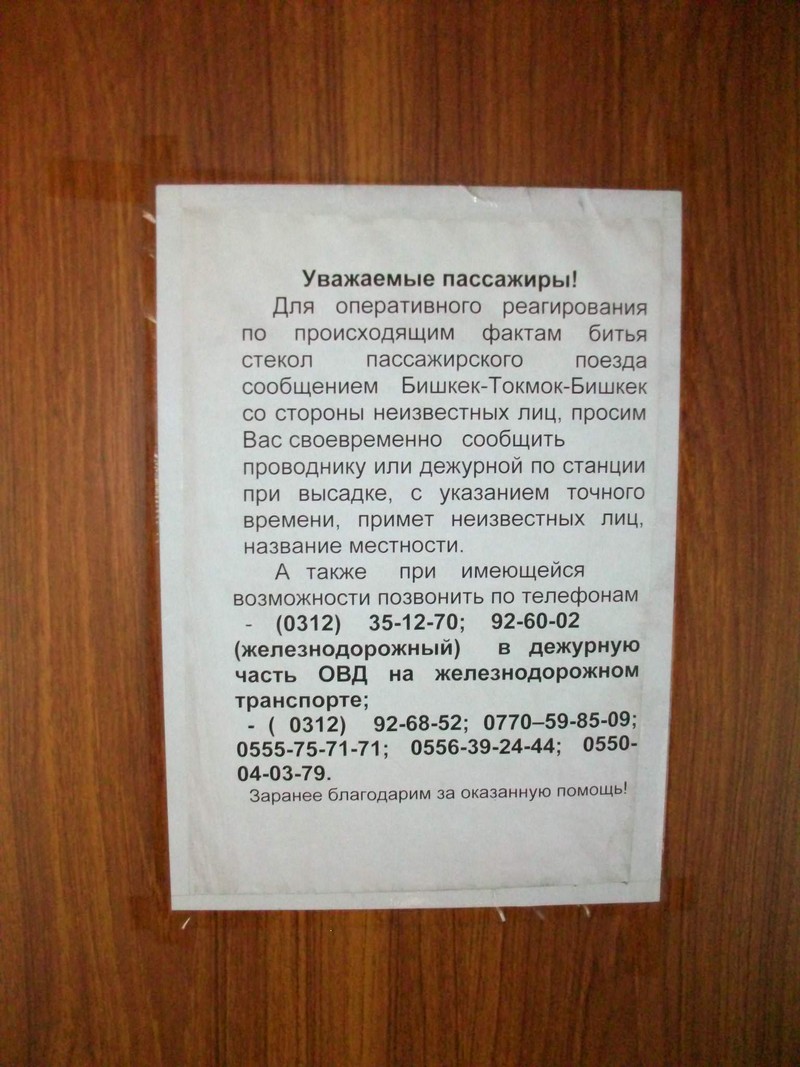 Уважаемые пассажиры!
Для оперативного реагирования
по происходящим фактам битья
стекол пассажирского поезда
сообщением Бишкек-Токмок-Бишкек
со стороны неизвестных лиц, просим
Вас своевременно сообщить
проводнику или дежурной по станции
при высадке, с указанием точного
времени, примет неизвестных лиц,
название местности.
А также при имеющейся
возможности позвонить по телефонам
- (0312) 35-12-70; 92-60-02
(железнодорожный) в дежурную
часть ОВД на железнодорожном
транспорте;
- ( 0312) 92-68-52; 0770–59-85-09;
0555-75-71-71; 0556-39-24-44; 0550-
04-03-79.
Заранее благодарим за оказанную помощь!